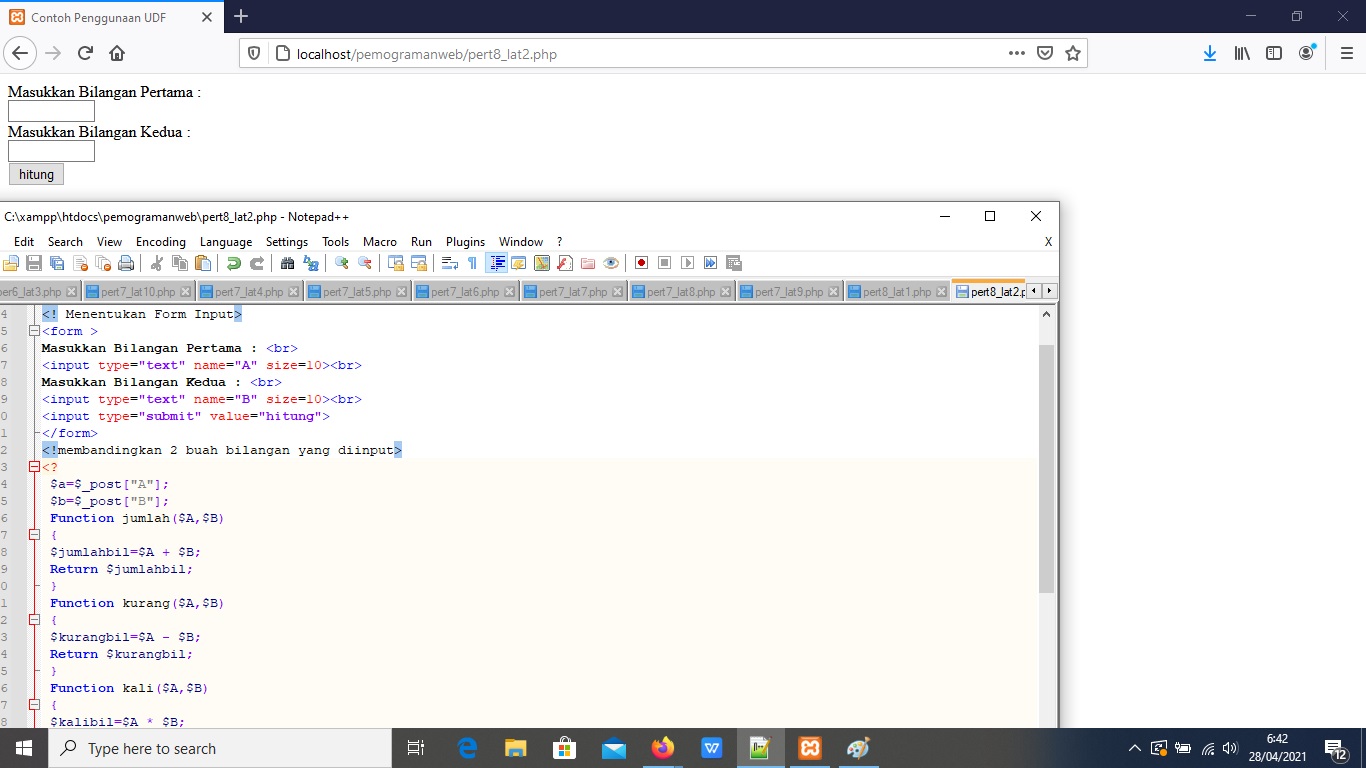 Contoh Penggunaan UDF
localhost/pemogramanweb/pert8_lat2.php
Masukkan Bilangan Pertama :
Masukkan Bilangan Kedua :
hitung
C:\xampp\htdocs\pemogramanweb\pert8_lat2.php - Notepad++
Edit Search View Encoding Language Settings Tools Macro Run Plugins Window ? X
per6_lat3.php pert7_lat10.php pert7_lat4.php pert7_lat5.php pert7_lat6.php pert7_lat7.php pert7_lat8.php pert7_lat9.php pert8_lat1.php pert8_lat2.p
4 <! Menentukan Form Input>
5 <form >
6 Masukkan Bilangan Pertama : <br>
7 <input type="text" name="A" size=10><br>
8 Masukkan Bilangan Kedua : <br>
9 <input type="text" name="B" size=10><br>
0 <input type="submit" value="hitung">
1 </form>
2 <!membandingkan 2 buah bilangan yang diinput>
3 <?
4 $a=$_post["A"];
5 $b=$_post["B"];
6 Function jumlah($A,$B)
7 {
8 $jumlahbil=$A + $B;
9 Return $jumlahbil;
0 }
1 Function kurang($A,$B)
2 {
3 $kurangbil=$A - $B;
4 Return $kurangbil;
5 }
6 Function kali($A,$B)
7 {
8 $kalibil=$A * $B;
Type here to search
6:42
28/04/2021
12